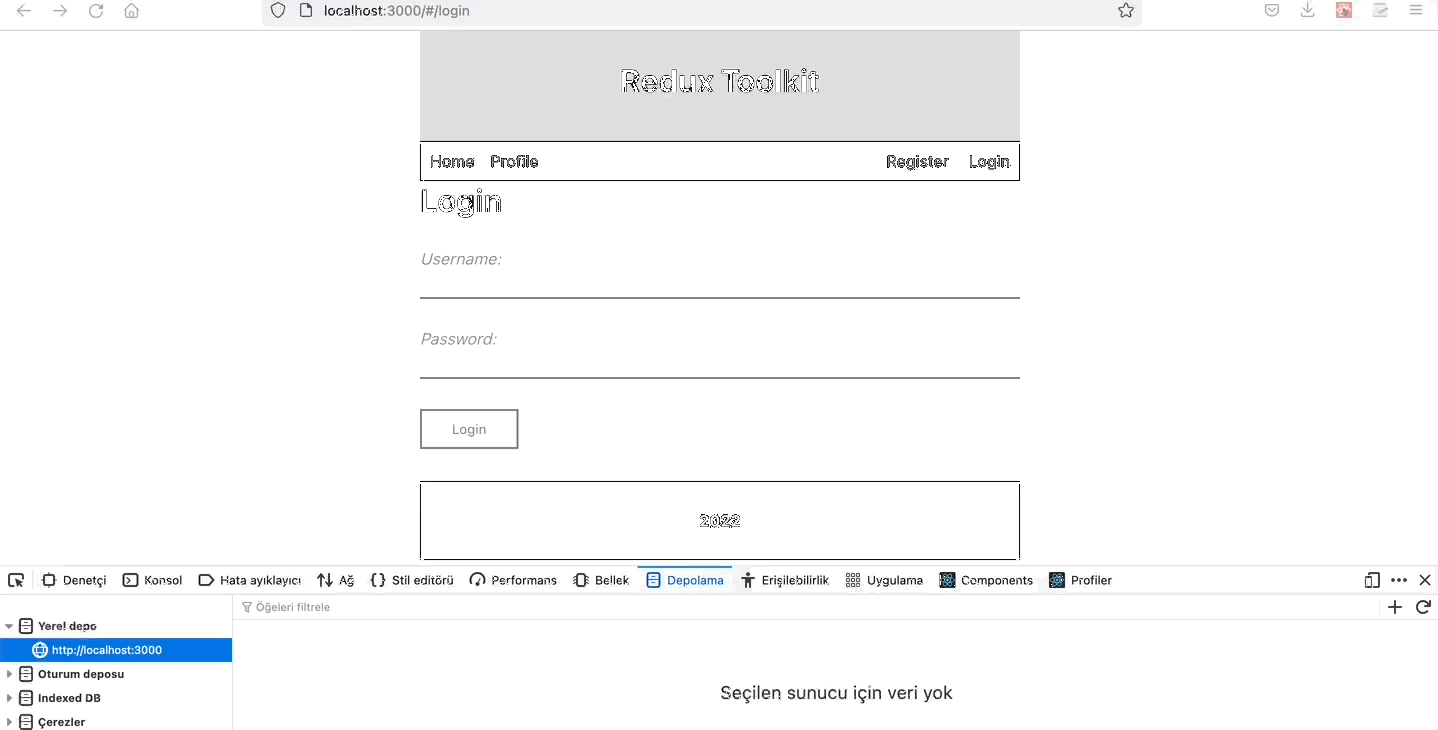 localhost:3000/#/login
Redux Toolkit
Home Profile Register Login
Login
Username:
Password:
Login
2022
Denetçi Konsol Hata ayıklayıcı Ağ Stil editörü Performans Bellek Depolama Erişilebilirlik Uygulama Components Profiler
Öğeleri filtrele
Yerel depo
http://localhost:3000
Oturum deposu
Indexed DB
Çerezler
Seçilen sunucu için veri yok